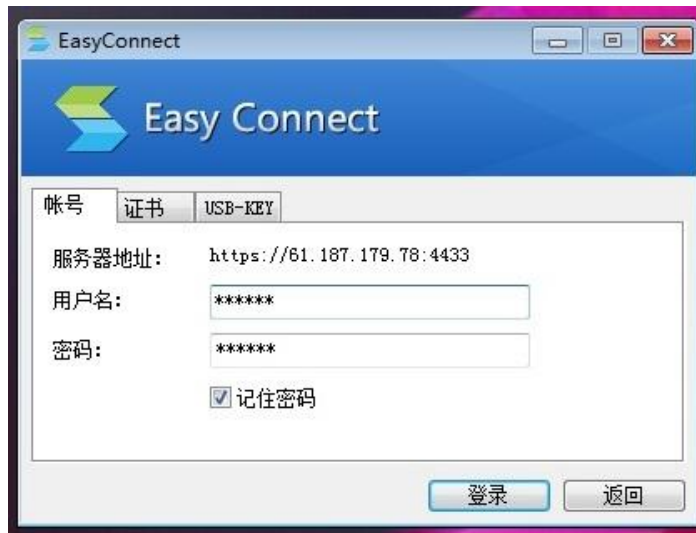 EasyConnect
Easy Connect
帐号 证书 USB-KEY
服务器地址: https://61.187.179.78:4433
用户名: ******
密码: ******
记住密码
登录 返回